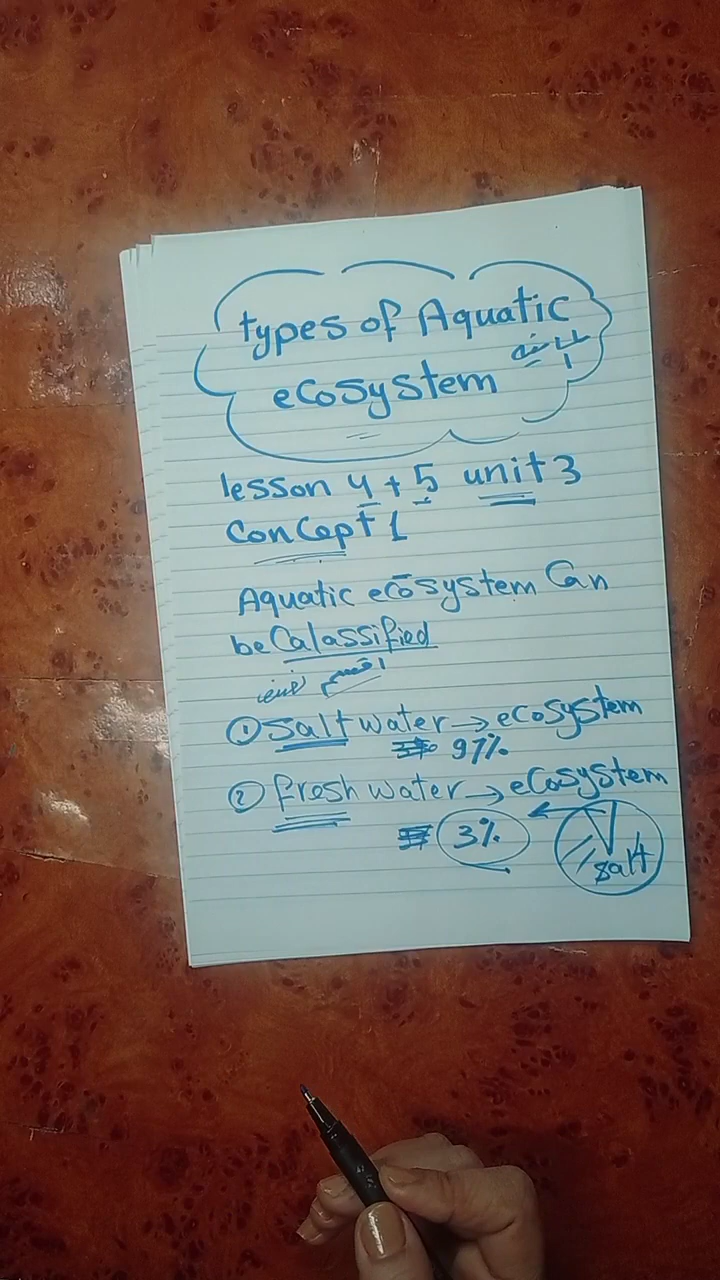 types of Aquatic
ecosystem
lesson 4 + 5 unit 3
Concept 1
Aquatic ecosystem Can
be Calassified
① Salt water → ecosystem
97%
② fresh water → ecosystem
3%
salt